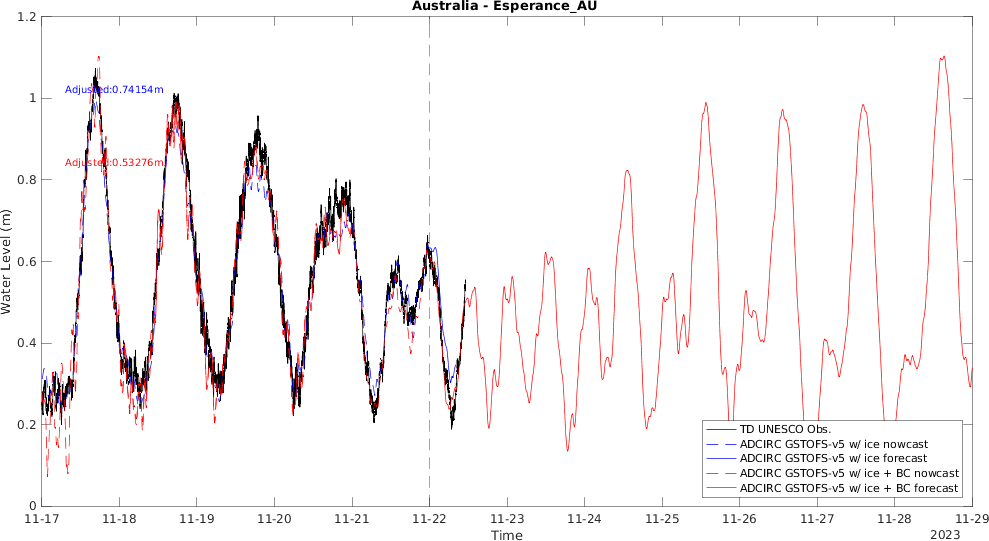 Australia - Esperance_AU
1.2
1
0.8
0.6
0.4
0.2
0
Water Level (m)
Adjusted:0.74154m
Adjusted:0.53276m
TD UNESCO Obs.
ADCIRC GSTOFS-v5 w/ ice nowcast
ADCIRC GSTOFS-v5 w/ ice forecast
ADCIRC GSTOFS-v5 w/ ice + BC nowcast
ADCIRC GSTOFS-v5 w/ ice + BC forecast
11-17 11-18 11-19 11-20 11-21 11-22 11-23 11-24 11-25 11-26 11-27 11-28 11-29
Time
2023